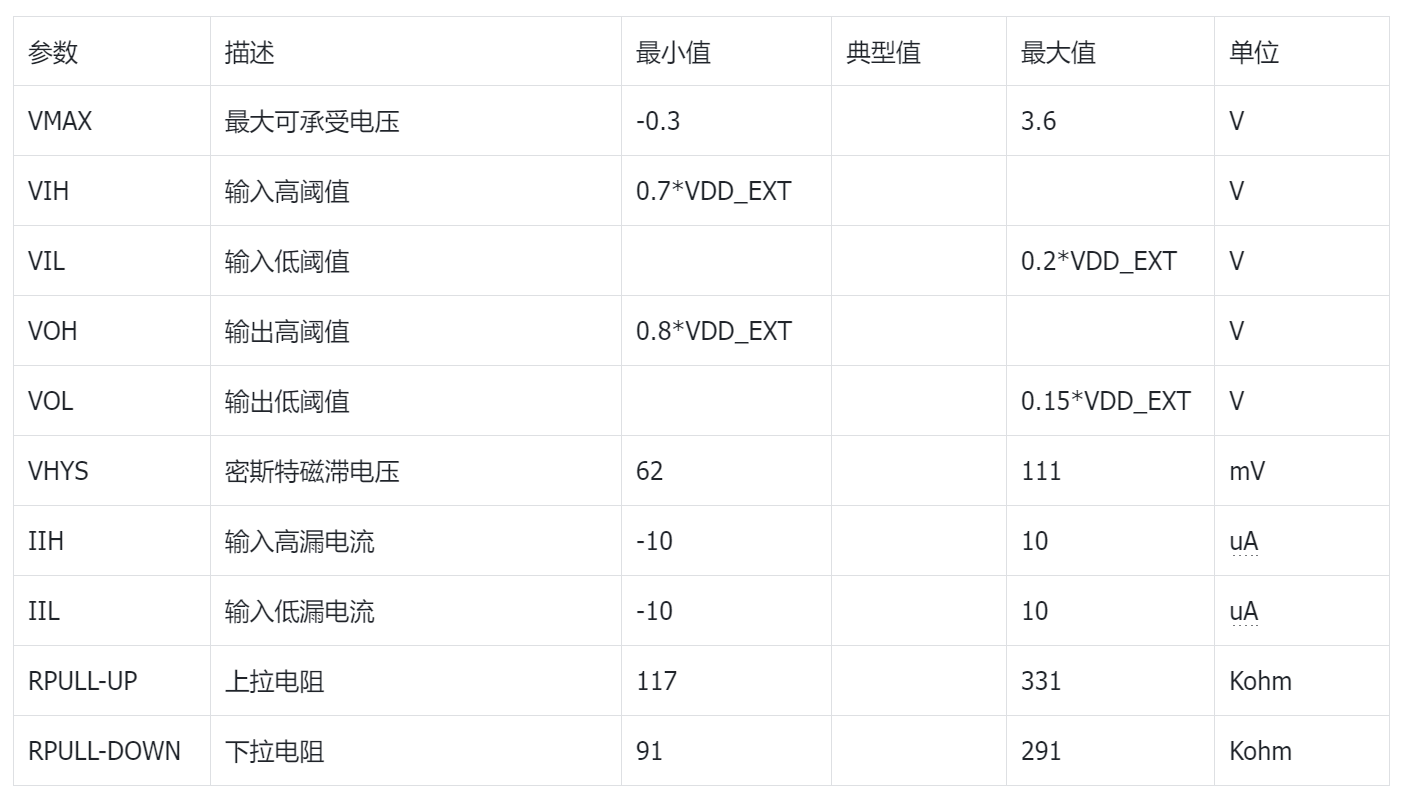 参数 描述 最小值 典型值 最大值 单位
VMAX 最大可承受电压 -0.3 3.6 V
VIH 输入高阈值 0.7*VDD_EXT V
VIL 输入低阈值 0.2*VDD_EXT V
VOH 输出高阈值 0.8*VDD_EXT V
VOL 输出低阈值 0.15*VDD_EXT V
VHYS 密斯特磁滞电压 62 111 mV
IIH 输入高漏电流 -10 10 uA
IIL 输入低漏电流 -10 10 uA
RPULL-UP 上拉电阻 117 331 Kohm
RPULL-DOWN 下拉电阻 91 291 Kohm